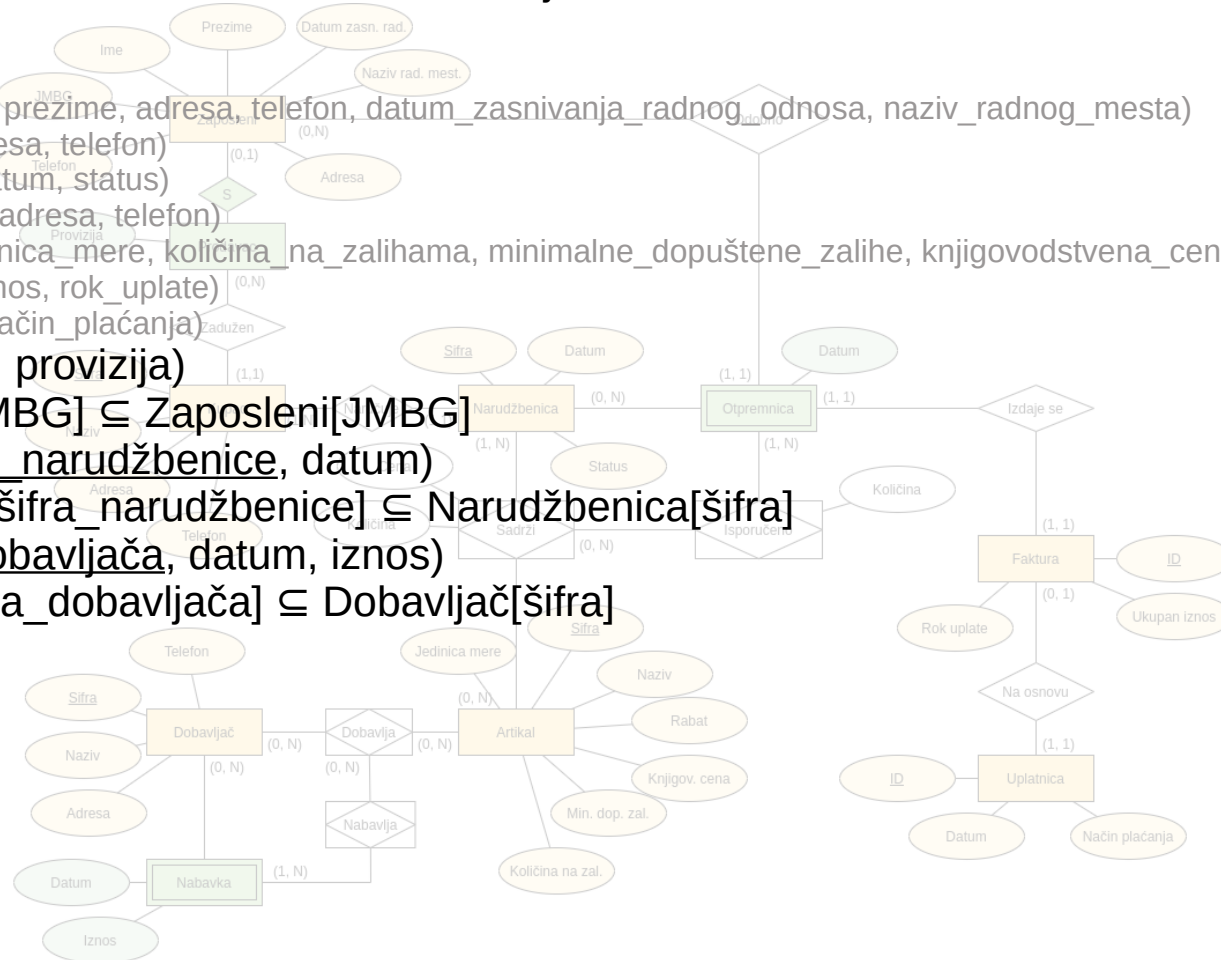 Prezime
Datum zasn. rad.
Ime
Naziv rad. mest.
JMBG
prezime, adresa, telefon, datum_zasnivanja_radnog_odnosa, naziv_radnog_mesta)
Zaposleni
Odobno
(0,N)
esa, telefon)
(0,1)
Telefon
Adresa
tum, status)
S
adresa, telefon)
Provizija
nica_mere, količina_na_zalihama, minimalne_dopuštene_zalihe, knjigovodstvena_cen
(0,N)
nos, rok_uplate)
ačin_plaćanja)
Zadužen
Sifra
Datum
Datum
provizija)
(1,1)
(1, 1)
(0, N)
(1, 1)
MBG] ⊆ Zaposleni[JMBG]
Narudžbenica
Otpremnica
Izdaje se
Naziv
(1, N)
(1, N)
_narudžbenice, datum)
Status
Adresa
Količina
šifra_narudžbenice] ⊆ Narudžbenica[šifra]
Količina
(1, 1)
Telefon
Sadrži
Isporučeno
(0, N)
obavljača, datum, iznos)
Faktura
ID
(0, 1)
a_dobavljača] ⊆ Dobavljač[šifra]
Ukupan iznos
Sifra
Rok uplate
Telefon
Jedinica mere
Naziv
Sifra
(0, N)
Na osnovu
Rabat
Dobavljač
Dobavlja
Artikal
(0, N)
(0, N)
(1, 1)
Naziv
(0, N)
(0, N)
Knjigov. cena
ID
Uplatnica
Adresa
Min. dop. zal.
Nabavlja
Datum
Način plaćanja
Količina na zal.
(1, N)
Datum
Nabavka
Iznos